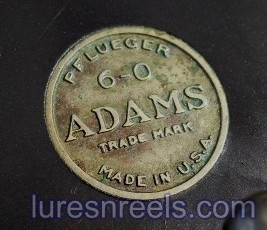 PFLUEGER
6-0
ADAMS
TRADE MARK
MADE IN U.S.A.
luresnreels.com